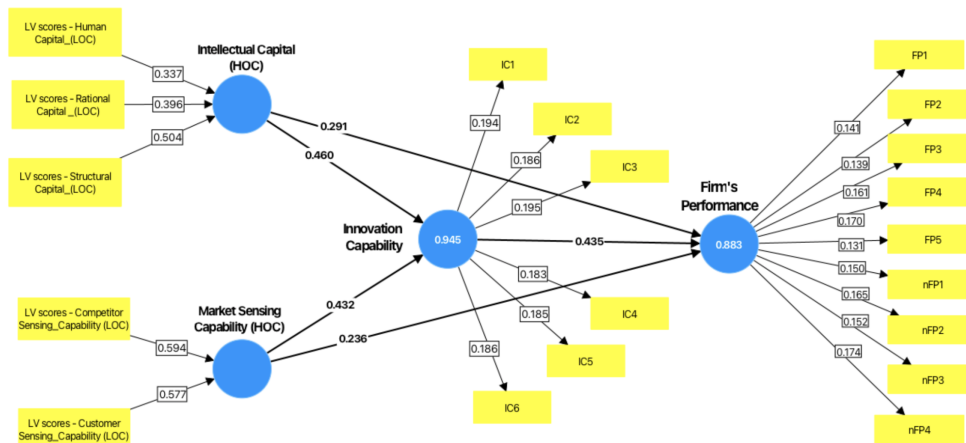 LV scores - Human
Capital_(LOC)
0.337
LV scores - Rational
Capital _(LOC)
0.396
LV scores - Structural
Capital_(LOC)
0.504
Intellectual Capital
(HOC)
0.291
0.460
IC1
0.194
IC2
0.186
IC3
0.195
Innovation
Capability
0.945
0.435
0.183
IC4
0.185
IC5
0.186
IC6
LV scores - Competitor
Sensing_Capability (LOC)
0.594
LV scores - Customer
Sensing_Capability (LOC)
0.577
Market Sensing
Capability (HOC)
0.432
0.236
Firm's
Performance
0.883
FP1
0.141
FP2
0.139
FP3
0.161
FP4
0.170
FP5
0.131
nFP1
0.150
nFP2
0.165
nFP3
0.152
nFP4
0.174